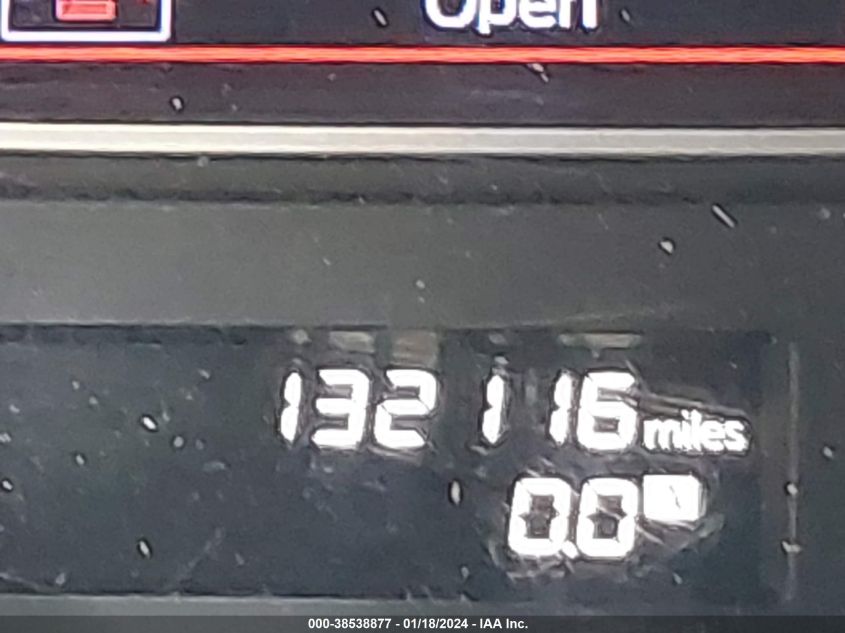 Open
132116 miles
0.0
000-38538877 - 01/18/2024 - IAA Inc.